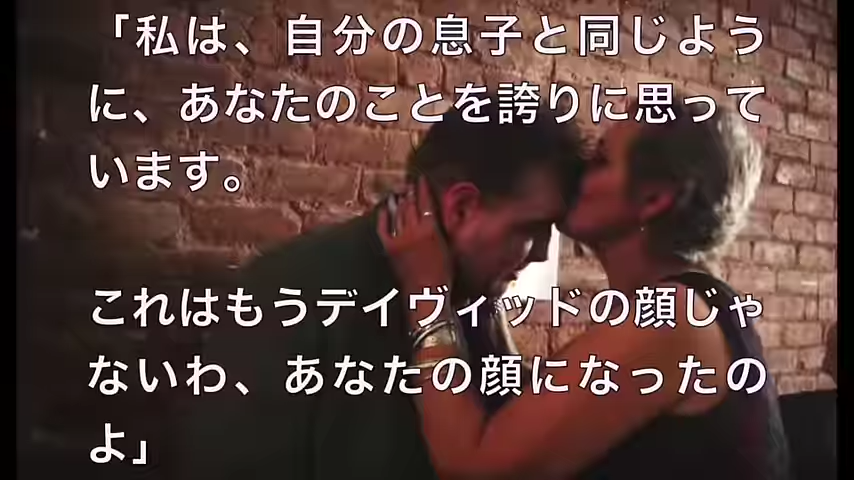 「私は、自分の息子と同じよう
に、あなたのことを誇りに思って
います。
これはもうデイヴィッドの顔じゃ
ないわ、あなたの顔になったの
よ」